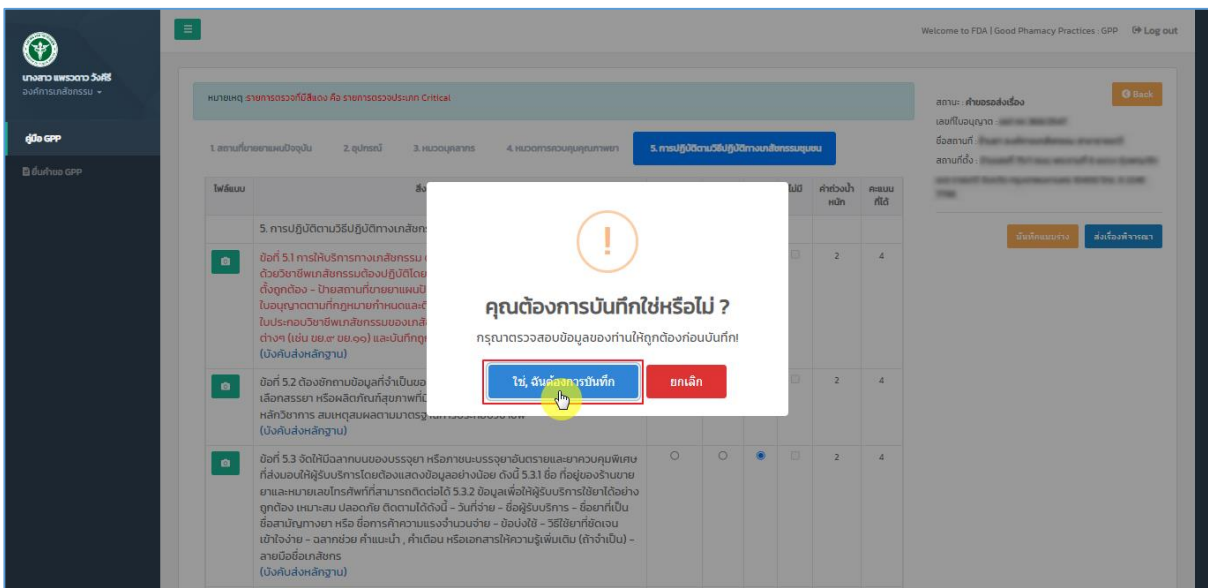 Welcome to FDA | Good Phamacy Practices : GPP
Log out
นางสาว แพรวดาว วังคีรี
องค์การเภสัชกรรม
คู่มือ GPP
ยื่นคำขอ GPP
หมายเหตุ :รายการตรวจที่มีสีแดง คือ รายการตรวจประเภท Critical
Back
สถานะ : คำขอรอส่งเรื่อง
เลขที่ใบอนุญาต :
ชื่อสถานที่ :
สถานที่ตั้ง :
บันทึกแบบร่าง
ส่งเรื่องพิจารณา
1. สถานที่ขายยาแผนปัจจุบัน
2. อุปกรณ์
3. หมวดบุคลากร
4. หมวดการควบคุมคุณภาพยา
5. การปฏิบัติตามวิธีปฏิบัติทางเภสัชกรรมชุมชน
ไฟล์แนบ
สิ่ง
ไม่มี
ค่าถ่วงน้ำ
หนัก
คะแนน
ที่ได้
5. การปฏิบัติตามวิธีปฏิบัติทางเภสัชก
ข้อที่ 5.1 การให้บริการทางเภสัชกรรม
ด้วยวิชาชีพเภสัชกรรมต้องปฏิบัติโดย
ตั้งถูกต้อง - ป้ายสถานที่ขายยาแผนปั
ใบอนุญาตตามที่กฎหมายกำหนดและต
ใบประกอบวิชาชีพเภสัชกรรมของเภสั
ต่างๆ (เช่น ขย.๙ ขย.๑๐) และบันทึกถู
(บังคับส่งหลักฐาน)
2
4
ข้อที่ 5.2 ต้องซักถามข้อมูลที่จำเป็นขอ
เลือกสรรยา หรือผลิตภัณฑ์สุขภาพที่มี
หลักวิชาการ สมเหตุสมผลตามมาตรฐานการประกอบวิชาชีพ
(บังคับส่งหลักฐาน)
2
4
ข้อที่ 5.3 จัดให้มีฉลากบนซองบรรจุยา หรือภาชนะบรรจุยาอันตรายและยาควบคุมพิเศษ
ที่ส่งมอบให้ผู้รับบริการโดยต้องแสดงข้อมูลอย่างน้อย ดังนี้ 5.3.1 ชื่อ ที่อยู่ของร้านขาย
ยาและหมายเลขโทรศัพท์ที่สามารถติดต่อได้ 5.3.2 ข้อมูลเพื่อให้ผู้รับบริการใช้ยาได้อย่าง
ถูกต้อง เหมาะสม ปลอดภัย ติดตามได้ดังนี้ - วันที่จ่าย - ชื่อผู้รับบริการ - ชื่อยาที่เป็น
ชื่อสามัญทางยา หรือ ชื่อการค้าความแรงจำนวนจ่าย - ข้อบ่งใช้ - วิธีใช้ยาที่ชัดเจน
เข้าใจง่าย - ฉลากช่วย คำแนะนำ , คำเตือน หรือเอกสารให้ความรู้เพิ่มเติม (ถ้าจำเป็น) -
ลายมือชื่อเภสัชกร
(บังคับส่งหลักฐาน)
2
4
!
คุณต้องการบันทึกใช่หรือไม่ ?
กรุณาตรวจสอบข้อมูลของท่านให้ถูกต้องก่อนบันทึก!
ใช่, ฉันต้องการบันทึก
ยกเลิก